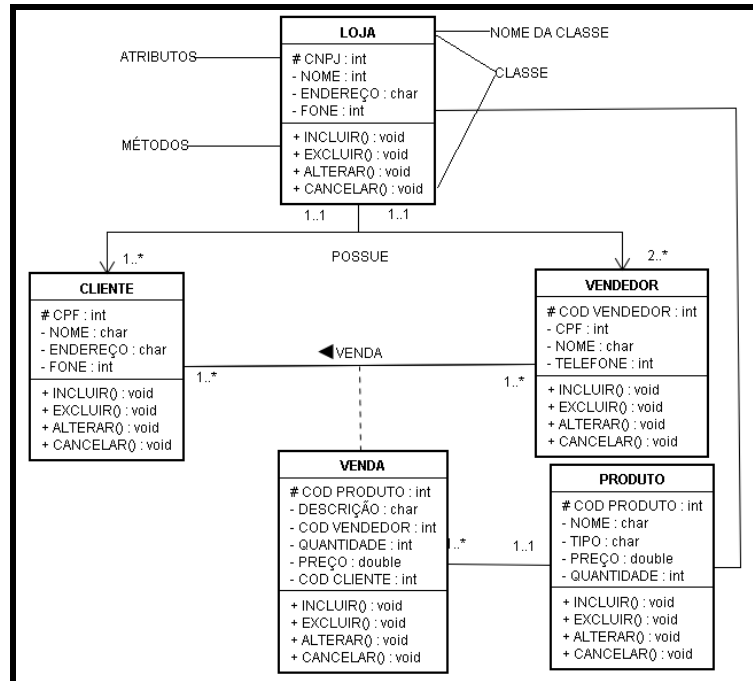 LOJA
NOME DA CLASSE
ATRIBUTOS
# CNPJ : int
CLASSE
- NOME : int
- ENDEREÇO : char
- FONE : int
MÉTODOS
+ INCLUIR() : void
+ EXCLUIR() : void
+ ALTERAR() : void
+ CANCELAR() : void
1..1
1..1
POSSUE
1..*
2..*
CLIENTE
# CPF : int
- NOME : char
- ENDEREÇO : char
- FONE : int
+ INCLUIR() : void
+ EXCLUIR() : void
+ ALTERAR() : void
+ CANCELAR() : void
VENDEDOR
# COD VENDEDOR : int
- CPF : int
- NOME : char
- TELEFONE : int
+ INCLUIR() : void
+ EXCLUIR() : void
+ ALTERAR() : void
+ CANCELAR() : void
VENDA
1..*
1..*
VENDA
# COD PRODUTO : int
- DESCRIÇÃO : char
- COD VENDEDOR : int
- QUANTIDADE : int
- PREÇO : double
- COD CLIENTE : int
+ INCLUIR() : void
+ EXCLUIR() : void
+ ALTERAR() : void
+ CANCELAR() : void
1..*
1..1
PRODUTO
# COD PRODUTO : int
- NOME : char
- TIPO : char
- PREÇO : double
- QUANTIDADE : int
+ INCLUIR() : void
+ EXCLUIR() : void
+ ALTERAR() : void
+ CANCELAR() : void